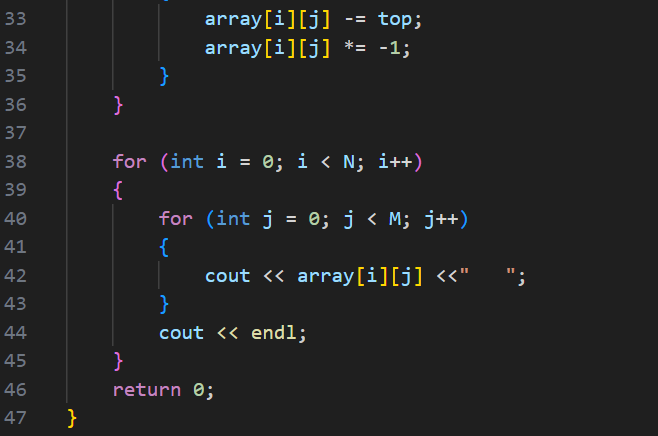 33 array[i][j] -= top;
34 array[i][j] *= -1;
35 }
36 }
37
38 for (int i = 0; i < N; i++)
39 {
40 for (int j = 0; j < M; j++)
41 {
42 cout << array[i][j] <<"   ";
43 }
44 cout << endl;
45 }
46 return 0;
47 }